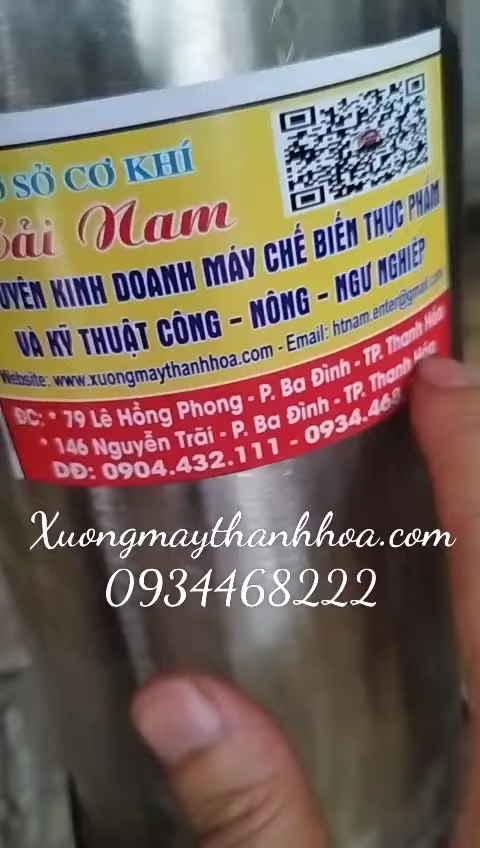 SỞ CƠ KHÍ
Hải Nam
UYÊN KINH DOANH MÁY CHẾ BIẾN THỰC PHẨM
VÀ KỸ THUẬT CÔNG - NÔNG - NGƯ NGHIỆP
Website: www.xuongmaythanhhoa.com - Email: htnam.enter@gmail.com
ĐC: * 79 Lê Hồng Phong - P. Ba Đình - TP. Thanh Hóa
* 146 Nguyễn Trãi - P. Ba Đình - TP. Thanh Hóa
DĐ: 0904.432.111 - 0934.468
Xuongmaythanhhoa.com
0934468222